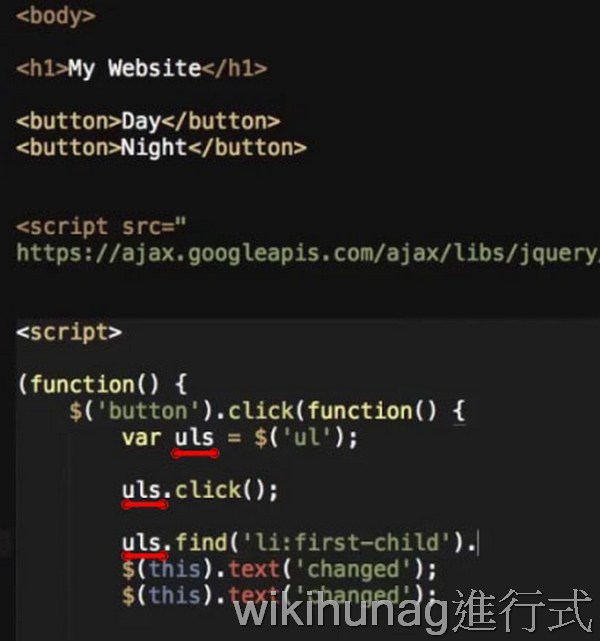 <body>
<h1>My Website</h1>
<button>Day</button>
<button>Night</button>
<script src="
https://ajax.googleapis.com/ajax/libs/jquery/
<script>
(function() {
$('button').click(function() {
var uls = $('ul');
uls.click();
uls.find('li:first-child').
$(this).text('changed');
$(this).text('changed');
wikihunag進行式